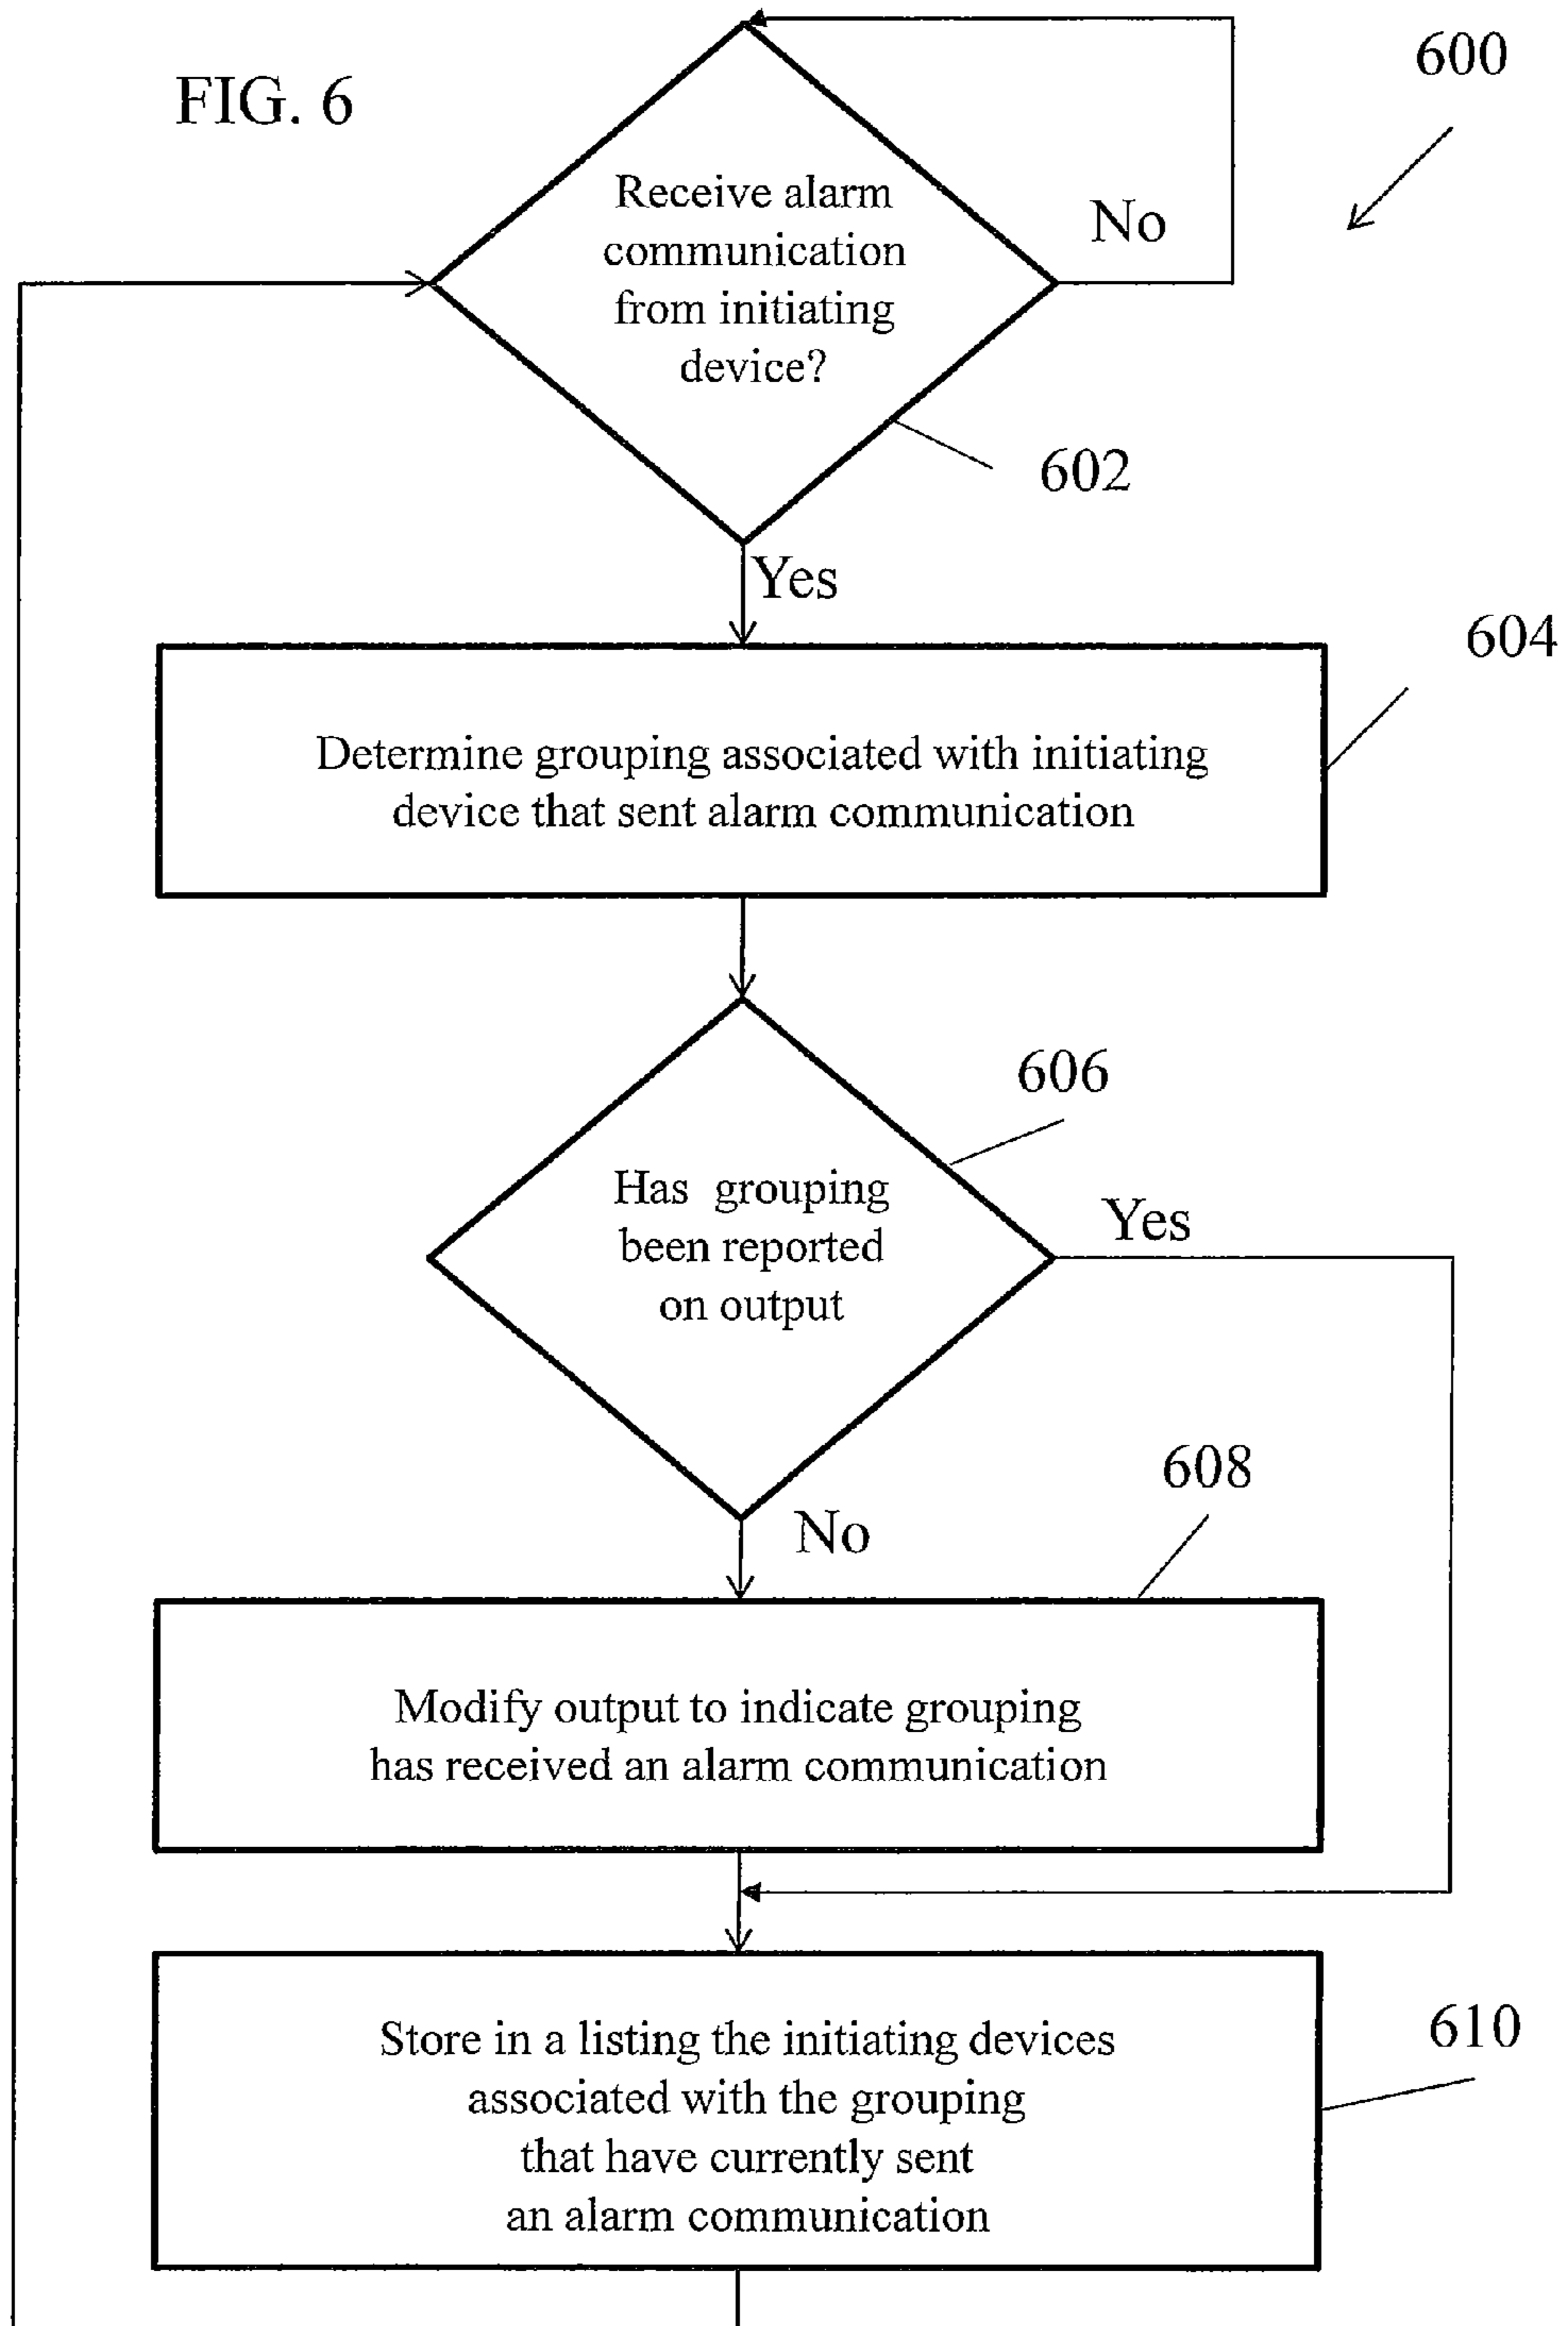 FIG. 6
600
Receive alarm
communication
from initiating
device?
No
602
Yes
604
Determine grouping associated with initiating
device that sent alarm communication
606
Has grouping
been reported
on output
Yes
No
608
Modify output to indicate grouping
has received an alarm communication
Store in a listing the initiating devices
associated with the grouping
that have currently sent
an alarm communication
610